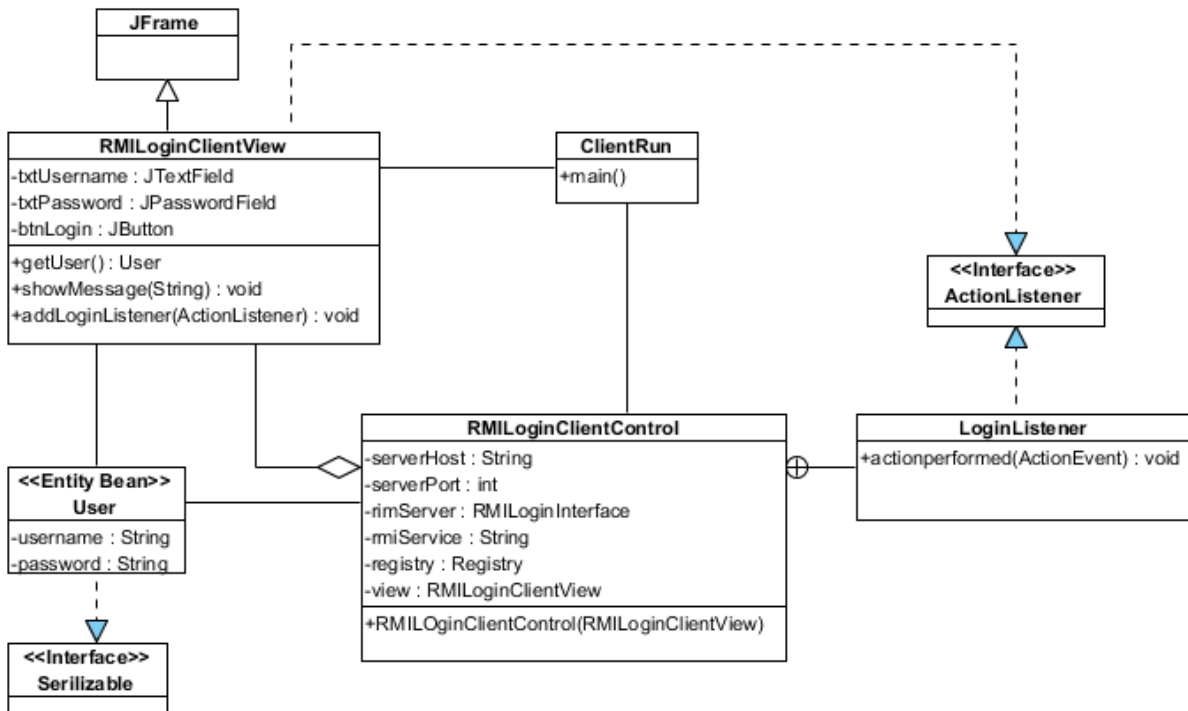 JFrame
RMILoginClientView
-txtUsername : JTextField
-txtPassword : JPasswordField
-btnLogin : JButton
+getUser() : User
+showMessage(String) : void
+addLoginListener(ActionListener) : void
ClientRun
+main()
<<Interface>>
ActionListener
RMILoginClientControl
-serverHost : String
-serverPort : int
-rimServer : RMILoginInterface
-rmiService : String
-registry : Registry
-view : RMILoginClientView
+RMILOginClientControl(RMILoginClientView)
LoginListener
+actionperformed(ActionEvent) : void
<<Entity Bean>>
User
-username : String
-password : String
<<Interface>>
Serilizable